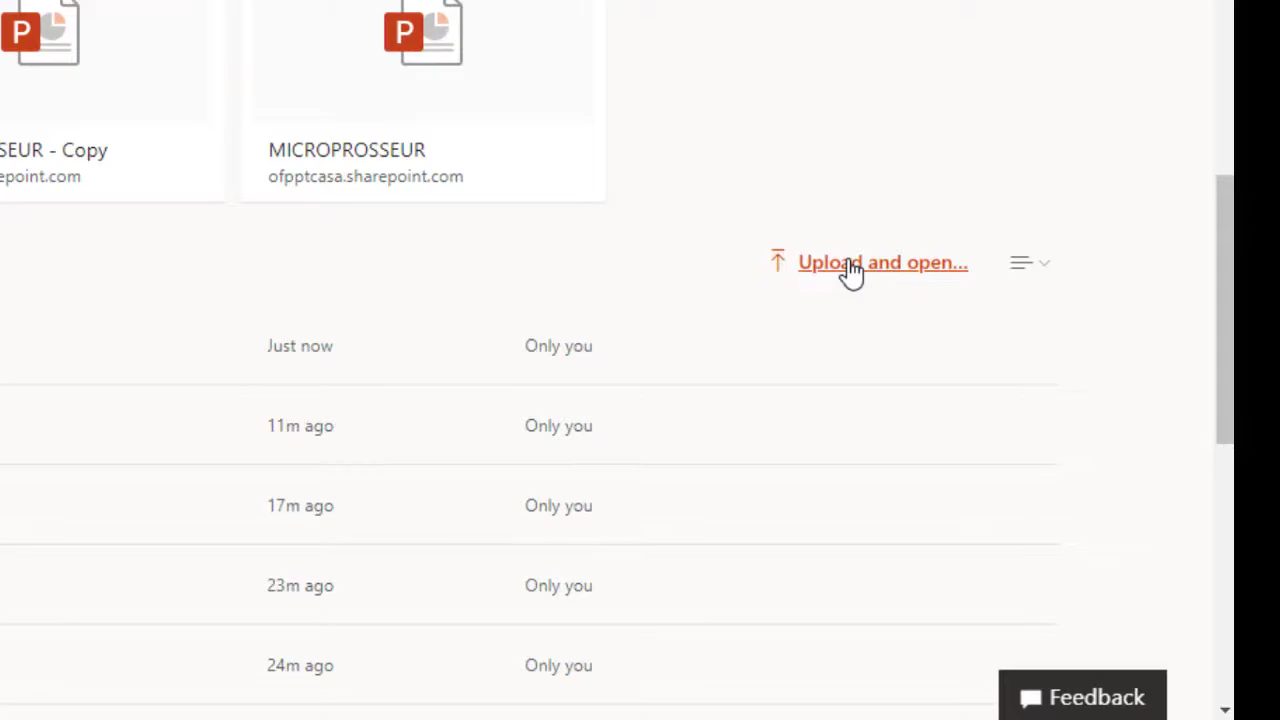 P
P
SEUR - Copy
MICROPROSSEUR
epoint.com
ofpptcasa.sharepoint.com
Upload and open...
Just now
Only you
11m ago
Only you
17m ago
Only you
23m ago
Only you
24m ago
Only you
Feedback